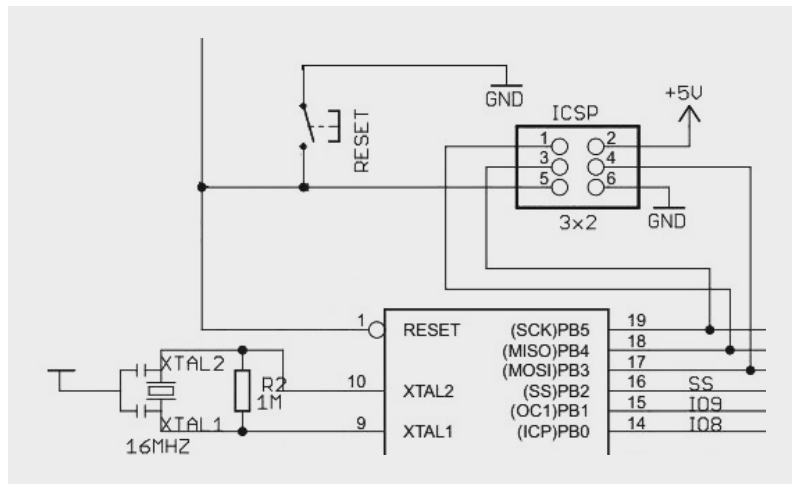 GND
+5V
ICSP
RESET
1 2
3 4
5 6
GND
3x2
1 RESET (SCK)PB5 19
(MISO)PB4 18
(MOSI)PB3 17
XTAL2 R2 10 XTAL2 (SS)PB2 16 SS
1M (OC1)PB1 15 IO9
XTAL1 9 XTAL1 (ICP)PB0 14 IO8
16MHZ